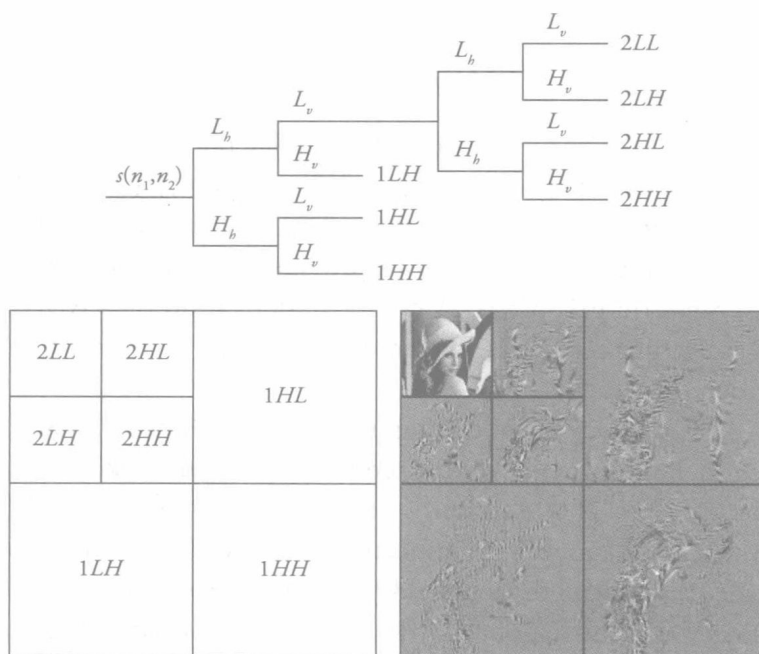 L_v 2LL
L_h
H_v 2LH
L_v
L_v 2HL
L_h
H_h
H_v 1LH
H_v 2HH
s(n_1,n_2)
L_v 1HL
H_h
H_v 1HH
2LL 2HL
1HL
2LH 2HH
1LH 1HH